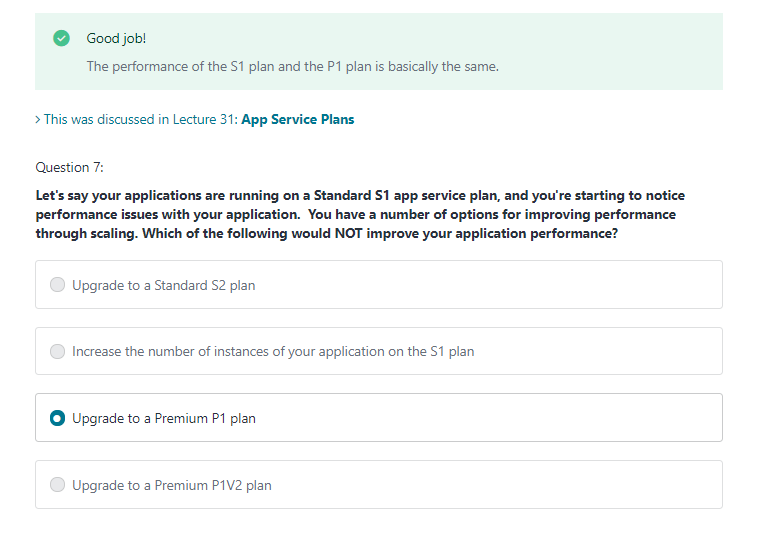 Good job!
The performance of the S1 plan and the P1 plan is basically the same.
> This was discussed in Lecture 31: App Service Plans
Question 7:
Let's say your applications are running on a Standard S1 app service plan, and you're starting to notice
performance issues with your application.  You have a number of options for improving performance
through scaling. Which of the following would NOT improve your application performance?
Upgrade to a Standard S2 plan
Increase the number of instances of your application on the S1 plan
Upgrade to a Premium P1 plan
Upgrade to a Premium P1V2 plan